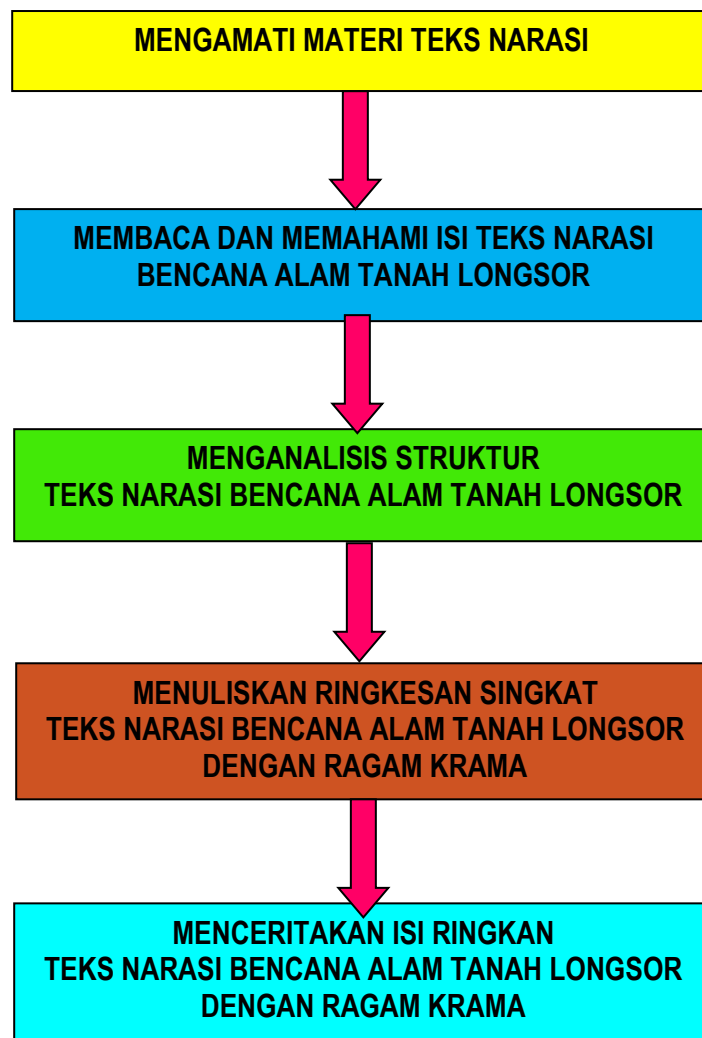 MENGAMATI MATERI TEKS NARASI
MEMBACA DAN MEMAHAMI ISI TEKS NARASI
BENCANA ALAM TANAH LONGSOR
MENGANALISIS STRUKTUR
TEKS NARASI BENCANA ALAM TANAH LONGSOR
MENULISKAN RINGKESAN SINGKAT
TEKS NARASI BENCANA ALAM TANAH LONGSOR
DENGAN RAGAM KRAMA
MENCERITAKAN ISI RINGKAN
TEKS NARASI BENCANA ALAM TANAH LONGSOR
DENGAN RAGAM KRAMA